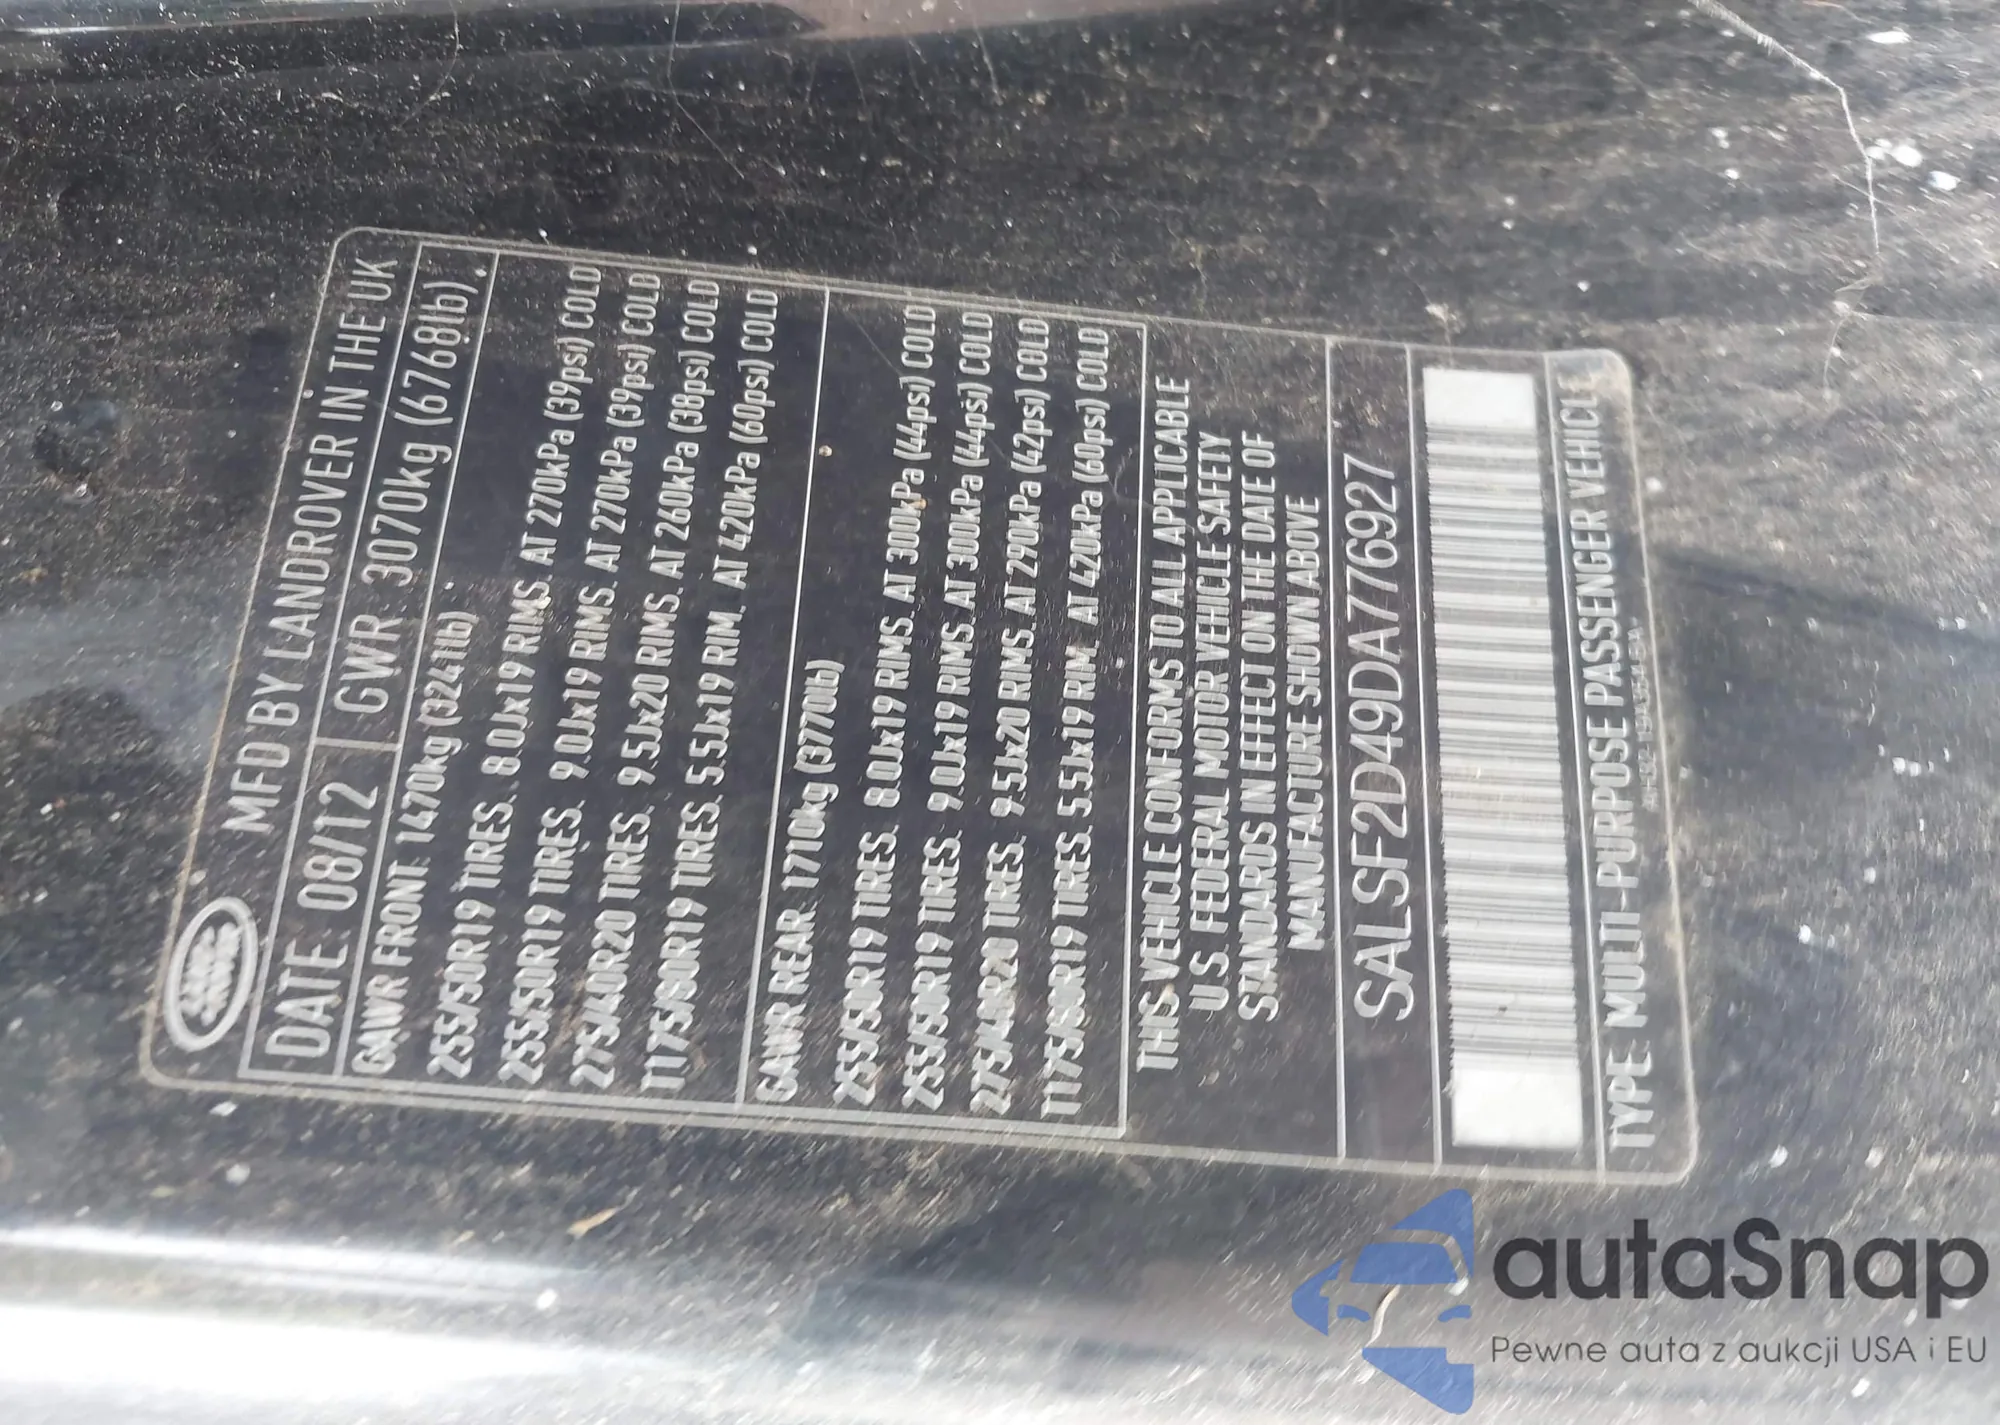 LAND
ROVER
MFD BY LANDROVER IN THE UK
DATE: 08/12 GWR 3070kg (6768lb).
GAWR FRONT: 1470kg (3241lb)
255/50R19 TIRES. 8.0Jx19 RIMS. AT 270kPa (39psi) COLD
255/50R19 TIRES. 9.0Jx19 RIMS. AT 270kPa (39psi) COLD
275/40R20 TIRES. 9.5Jx20 RIMS. AT 260kPa (38psi) COLD
T175/80R19 TIRES. 5.5Jx19 RIM. AT 420kPa (60psi) COLD
GAWR REAR: 1710kg (3770lb)
255/50R19 TIRES. 8.0Jx19 RIMS. AT 300kPa (44psi) COLD
255/50R19 TIRES. 9.0Jx19 RIMS. AT 300kPa (44psi) COLD
275/40R20 TIRES. 9.5Jx20 RIMS. AT 290kPa (42psi) COLD
T175/80R19 TIRES. 5.5Jx19 RIM. AT 420kPa (60psi) COLD
THIS VEHICLE CONFORMS TO ALL APPLICABLE
U.S. FEDERAL MOTOR VEHICLE SAFETY
STANDARDS IN EFFECT ON THE DATE OF
MANUFACTURE SHOWN ABOVE
SALSF2D49DA776927
TYPE: MULTI-PURPOSE PASSENGER VEHICLE
autaSnap
Pewne auta z aukcji USA i EU